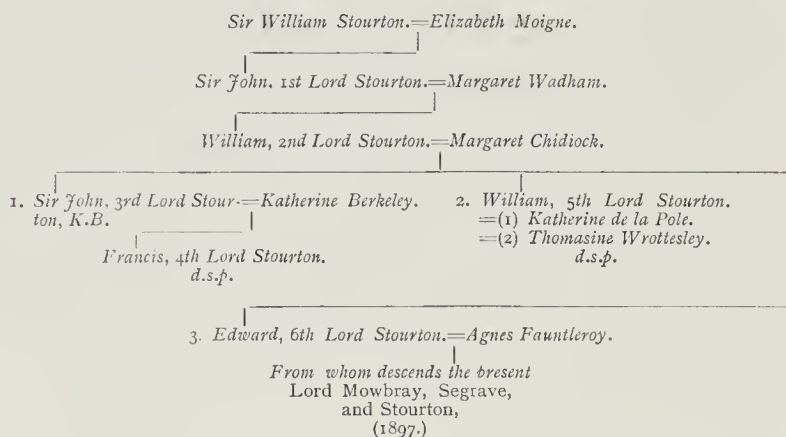 Sir William Stourton.=Elizabeth Moigne.
Sir John, 1st Lord Stourton.=Margaret Wadham.
William, 2nd Lord Stourton.=Margaret Chidiock.
1. Sir John, 3rd Lord Stour-=Katherine Berkeley.
ton, K.B.
2. William, 5th Lord Stourton.
=(1) Katherine de la Pole.
=(2) Thomasine Wrottesley.
d.s.p.
Francis, 4th Lord Stourton.
d.s.p.
3. Edward, 6th Lord Stourton.=Agnes Fauntleroy.
From whom descends the present
Lord Mowbray, Segrave,
and Stourton,
(1897.)